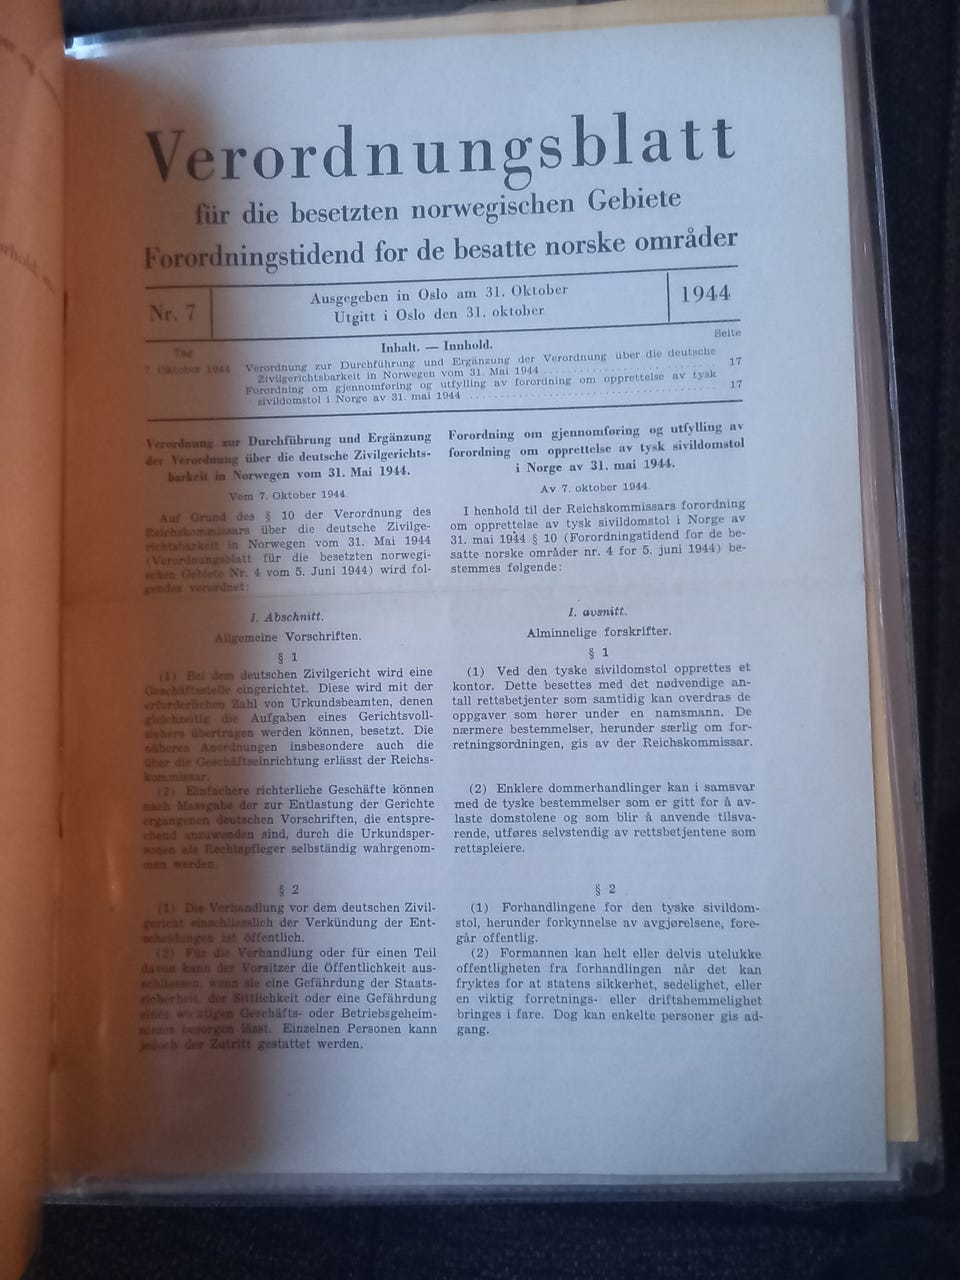 Verordnungsblatt
für die besetzten norwegischen Gebiete
Forordningstidend for de besatte norske områder
Nr. 7
Ausgegeben in Oslo am 31. Oktober
Utgitt i Oslo den 31. oktober
1944
Tag
Inhalt. — Innhold.
Seite
7. Oktober 1944 Verordnung zur Durchführung und Ergänzung der Verordnung über die deutsche
Zivilgerichtsbarkeit in Norwegen vom 31. Mai 1944 . . . . . . . . . . . . . . . . . . . . 17
Forordning om gjennomføring og utfylling av forordning om opprettelse av tysk
sivildomstol i Norge av 31. mai 1944 . . . . . . . . . . . . . . . . . . . . . . . . . . . . 17
Verordnung zur Durchführung und Ergänzung
der Verordnung über die deutsche Zivilgerichts-
barkeit in Norwegen vom 31. Mai 1944.
Vom 7. Oktober 1944.
Auf Grund des § 10 der Verordnung des
Reichskommissars über die deutsche Zivilge-
richtsbarkeit in Norwegen vom 31. Mai 1944
(Verordnungsblatt für die besetzten norwegi-
schen Gebiete Nr. 4 vom 5. Juni 1944) wird fol-
gendes verordnet:
1. Abschnitt.
Allgemeine Vorschriften.
§ 1
(1) Bei dem deutschen Zivilgericht wird eine
Geschäftsstelle eingerichtet. Diese wird mit der
erforderlichen Zahl von Urkundsbeamten, denen
gleichzeitig die Aufgaben eines Gerichtsvoll-
ziehers übertragen werden können, besetzt. Die
näheren Anordnungen insbesondere auch die
über die Geschäftseinrichtung erlässt der Reichs-
kommissar.
(2) Einfachere richterliche Geschäfte können
nach Massgabe der zur Entlastung der Gerichte
ergangenen deutschen Vorschriften, die entspre-
chend anzuwenden sind, durch die Urkundsper-
sonen als Rechtspfleger selbständig wahrgenom-
men werden.
§ 2
(1) Die Verhandlung vor dem deutschen Zivil-
gericht einschliesslich der Verkündung der Ent-
scheidungen ist öffentlich.
(2) Für die Verhandlung oder für einen Teil
davon kann der Vorsitzer die Öffentlichkeit aus-
schliessen, wenn sie eine Gefährdung der Staats-
sicherheit, der Sittlichkeit oder eine Gefährdung
eines wichtigen Geschäfts- oder Betriebsgeheim-
nisses besorgen lässt. Einzelnen Personen kann
jedoch der Zutritt gestattet werden.
Forordning om gjennomføring og utfylling av
forordning om opprettelse av tysk sivildomstol
i Norge av 31. mai 1944.
Av 7. oktober 1944.
I henhold til der Reichskommissars forordning
om opprettelse av tysk sivildomstol i Norge av
31. mai 1944 § 10 (Forordningstidend for de be-
satte norske områder nr. 4 for 5. juni 1944) be-
stemmes følgende:
1. avsnitt.
Alminnelige forskrifter.
§ 1
(1) Ved den tyske sivildomstol opprettes et
kontor. Dette besettes med det nødvendige an-
tall rettsbetjenter som samtidig kan overdras de
oppgaver som hører under en namsmann. De
nærmere bestemmelser, herunder særlig om for-
retningsordningen, gis av der Reichskommissar.
(2) Enklere dommerhandlinger kan i samsvar
med de tyske bestemmelser som er gitt for å av-
laste domstolene og som blir å anvende tilsva-
rende, utføres selvstendig av rettsbetjentene som
rettspleiere.
§ 2
(1) Forhandlingene for den tyske sivildom-
stol, herunder forkynnelse av avgjørelsene, fore-
går offentlig.
(2) Formannen kan helt eller delvis utelukke
offentligheten fra forhandlingen når det kan
fryktes for at statens sikkerhet, sedelighet, eller
en viktig forretnings- eller driftshemmelighet
bringes i fare. Dog kan enkelte personer gis ad-
gang.